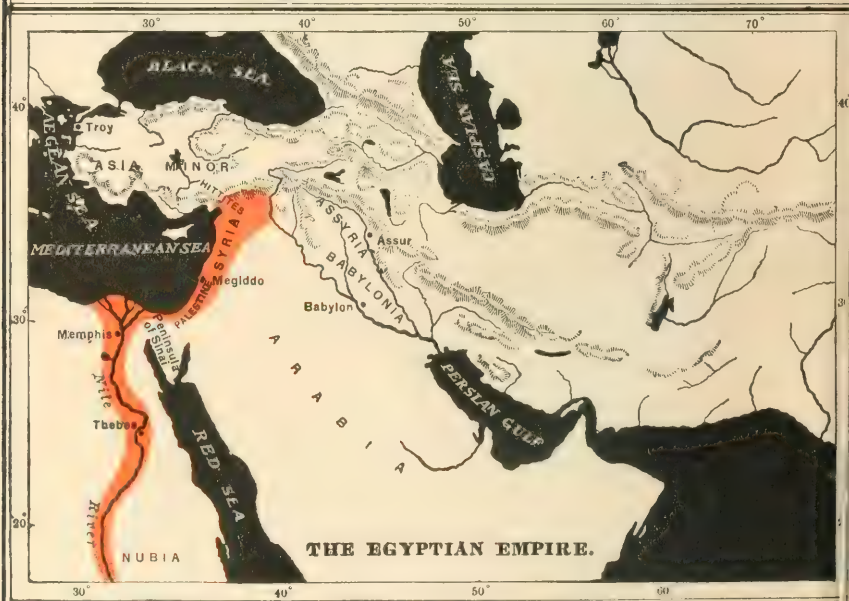 30° 40° 50° 60° 70°
BLACK SEA
CASPIAN SEA
40° 40
Troy
AEGEAN SEA
ASIA MINOR
HITTITES
ASSYRIA
Assur
MEDITERRANEAN SEA
SYRIA
BABYLONIA
Megiddo
PALESTINE
Babylon
30°
Peninsula
of Sinai
Memphis
ARABIA
PERSIAN GULF
Nile
Thebes
RED SEA
River
20°
NUBIA
THE EGYPTIAN EMPIRE.
30° 40° 50° 60